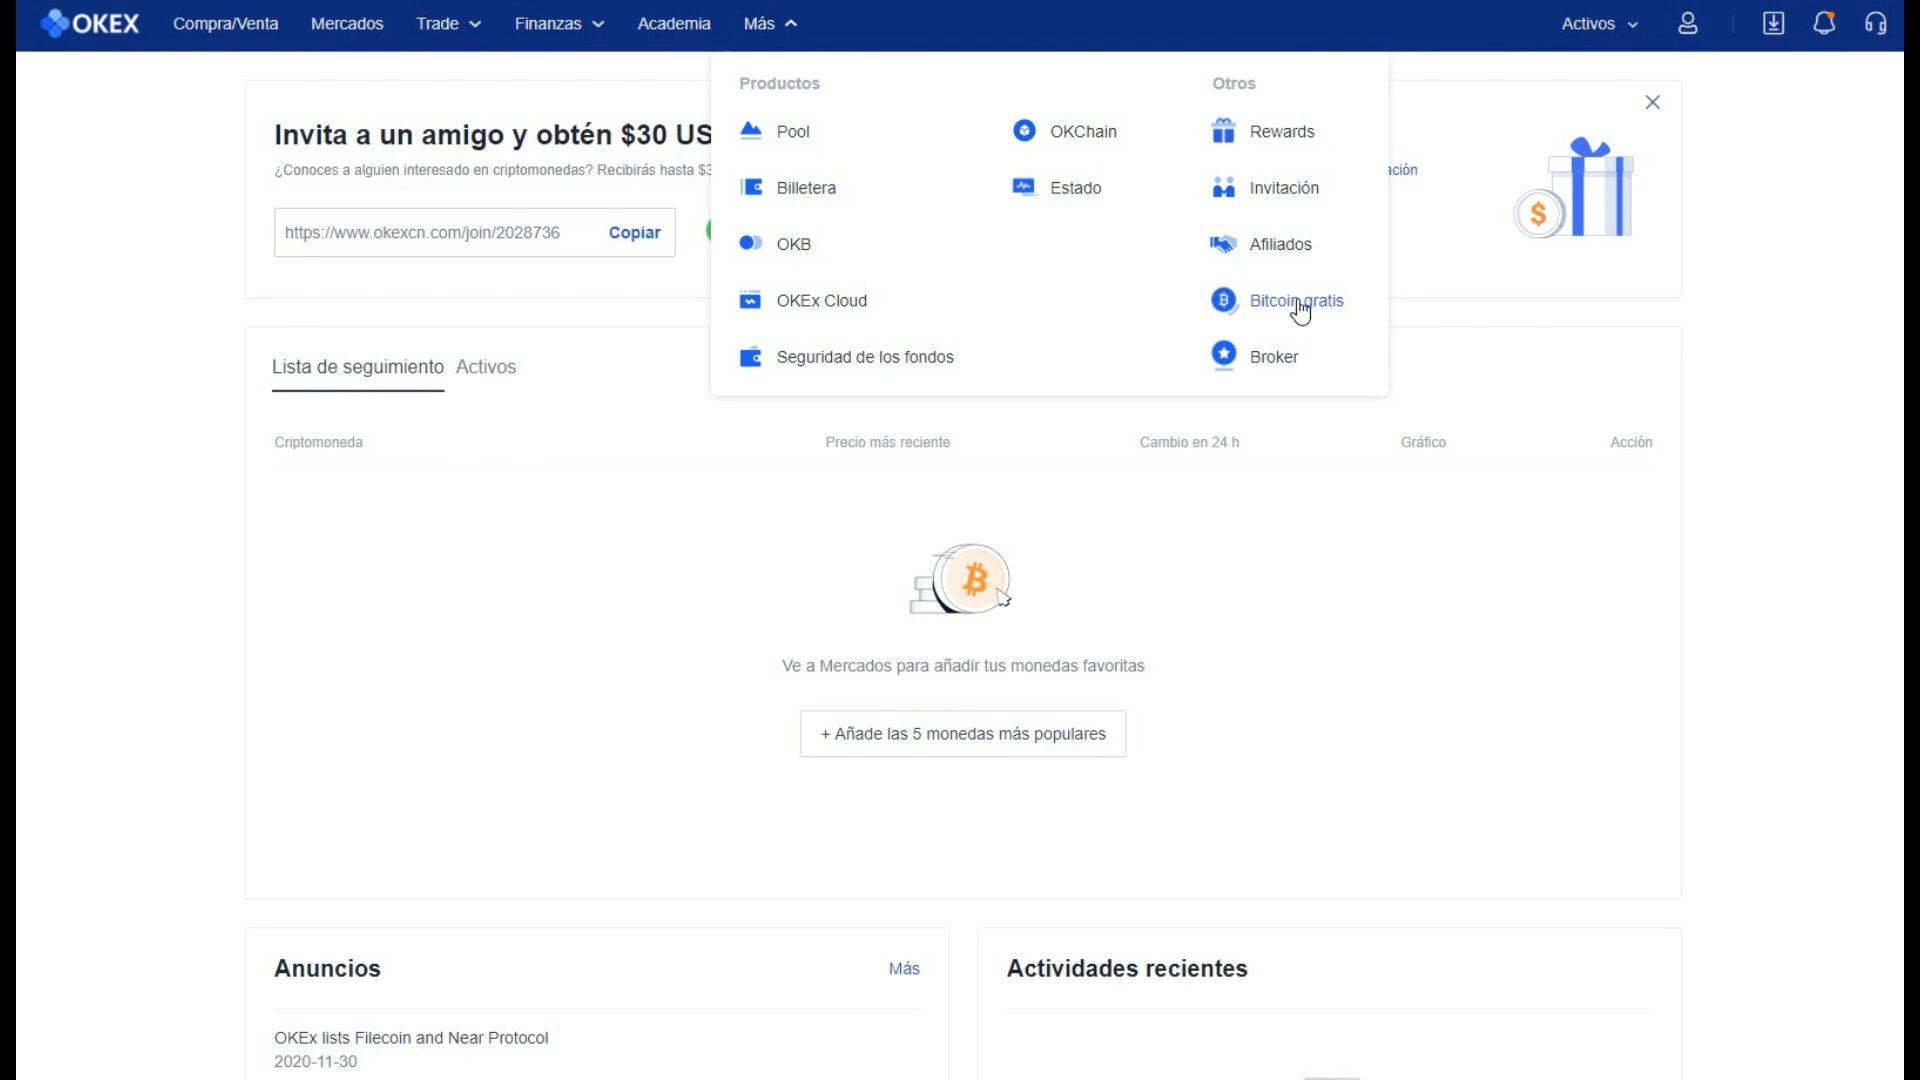 OKEX
Compra/Venta
Mercados
Trade
Finanzas
Academia
Más
Activos
Productos
Pool
Billetera
OKB
OKEx Cloud
Seguridad de los fondos
OKChain
Estado
Otros
Rewards
Invitación
Afiliados
Bitcoin gratis
Broker
Invita a un amigo y obtén $30 US
¿Conoces a alguien interesado en criptomonedas? Recibirás hasta $3
ación
https://www.okexcn.com/join/2028736
Copiar
Lista de seguimiento
Activos
Criptomoneda
Precio más reciente
Cambio en 24 h
Gráfico
Acción
Ve a Mercados para añadir tus monedas favoritas
+ Añade las 5 monedas más populares
Anuncios
Más
OKEx lists Filecoin and Near Protocol
2020-11-30
Actividades recientes